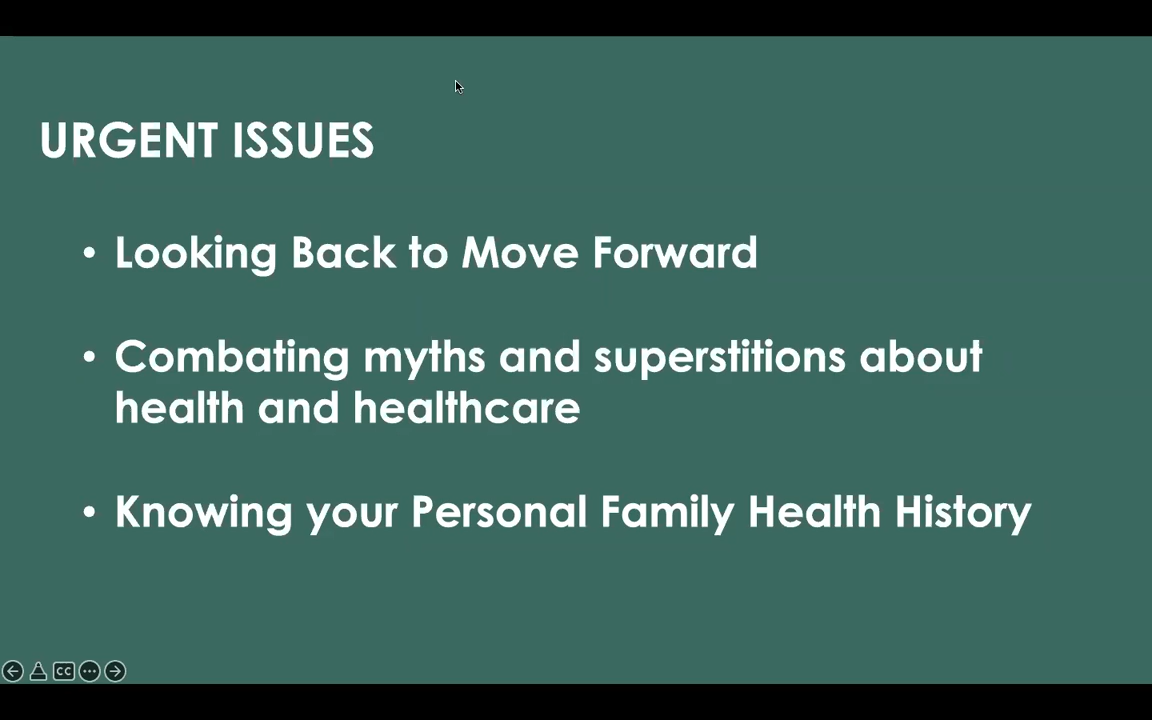 URGENT ISSUES
• Looking Back to Move Forward
• Combating myths and superstitions about
health and healthcare
• Knowing your Personal Family Health History
CC